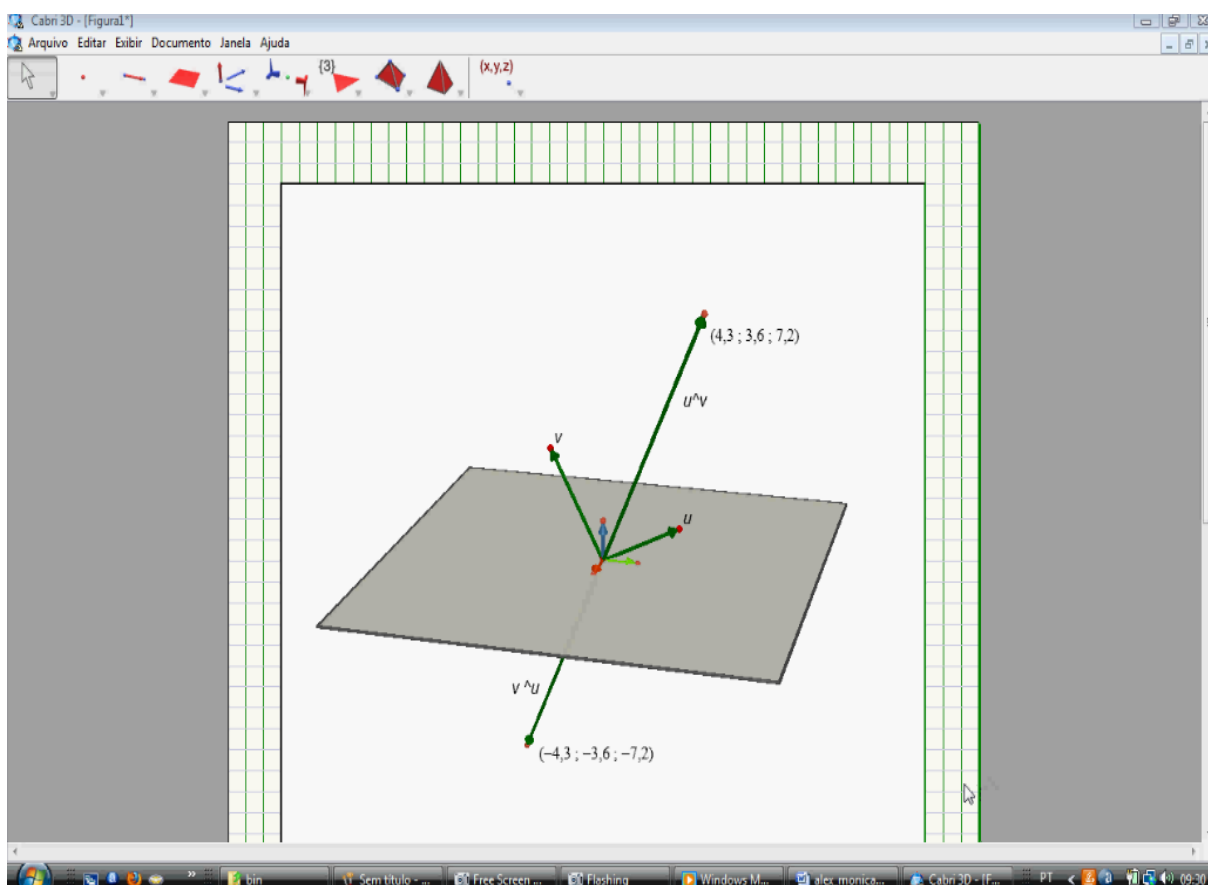 Cabri 3D - [Figura1*]
Arquivo Editar Exibir Documento Janela Ajuda
{3}
(x,y,z)
(4,3 ; 3,6 ; 7,2)
u^v
v
u
v ^u
(−4,3 ; −3,6 ; −7,2)
bin
Sem titulo - ...
Free Screen ...
Flashing
Windows M...
alex monica...
Cabri 3D - [F...
PT
09:30